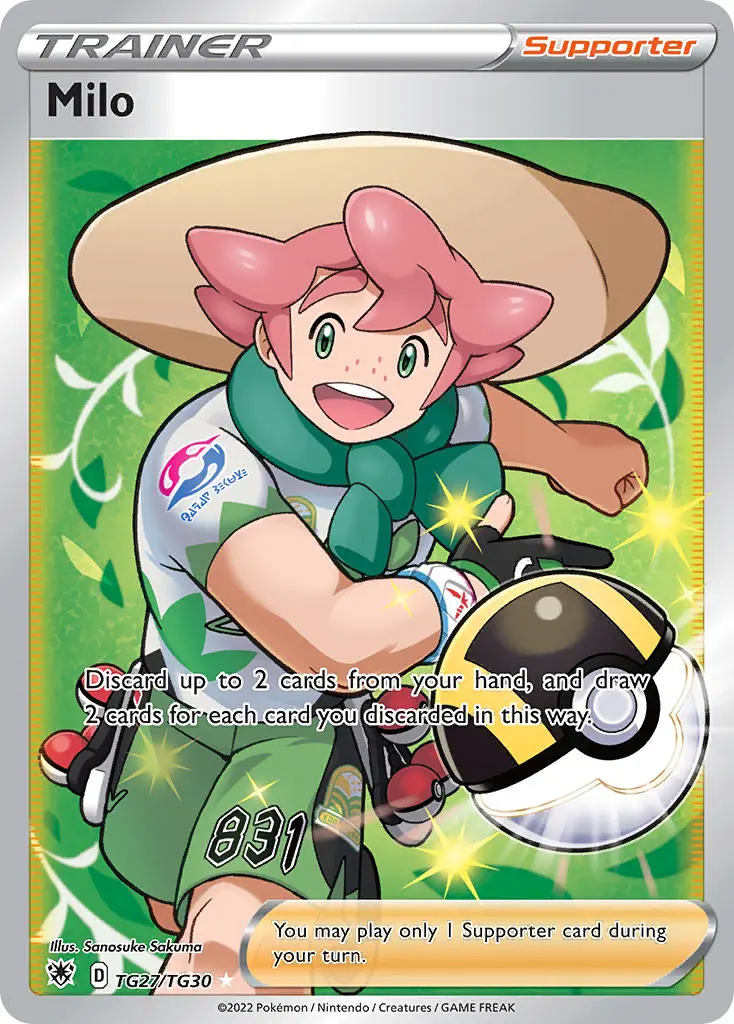 TRAINER
Supporter
Milo
Discard up to 2 cards from your hand, and draw
2 cards for each card you discarded in this way.
831
Illus. Sanosuke Sakuma
You may play only 1 Supporter card during
your turn.
D TG27/TG30
©2022 Pokémon / Nintendo / Creatures / GAME FREAK